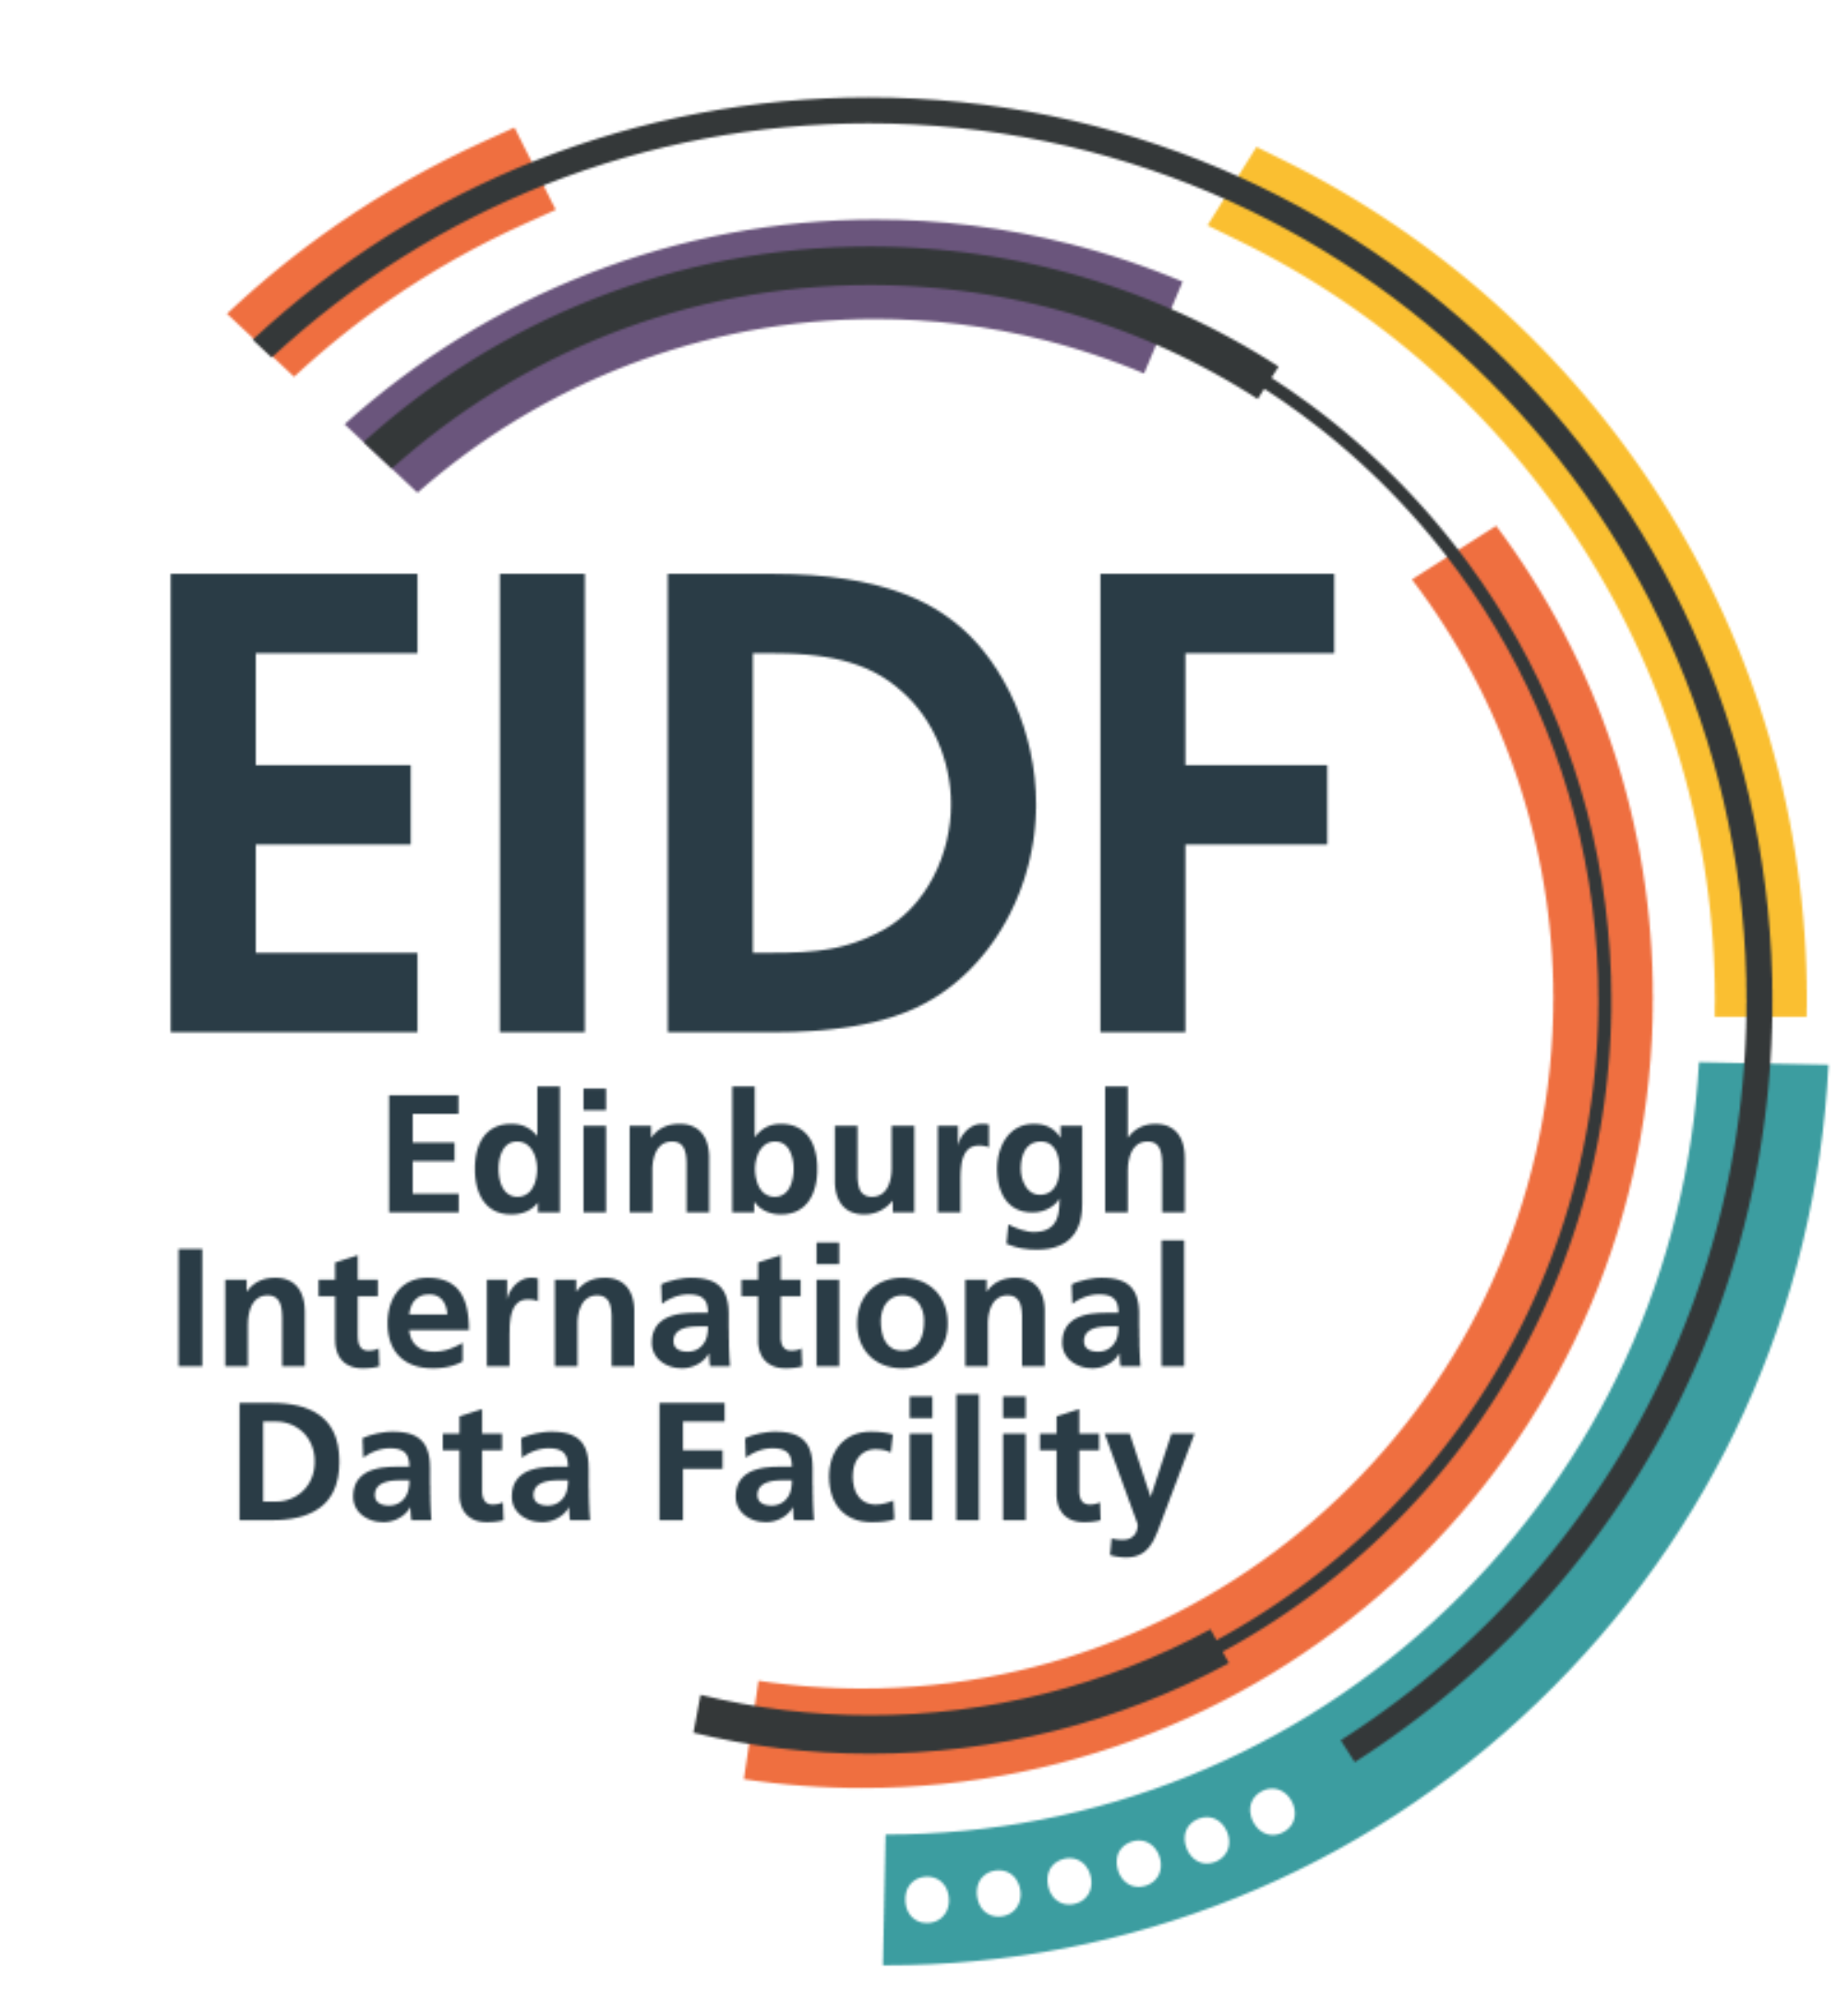 EIDF
Edinburgh
International
Data Facility